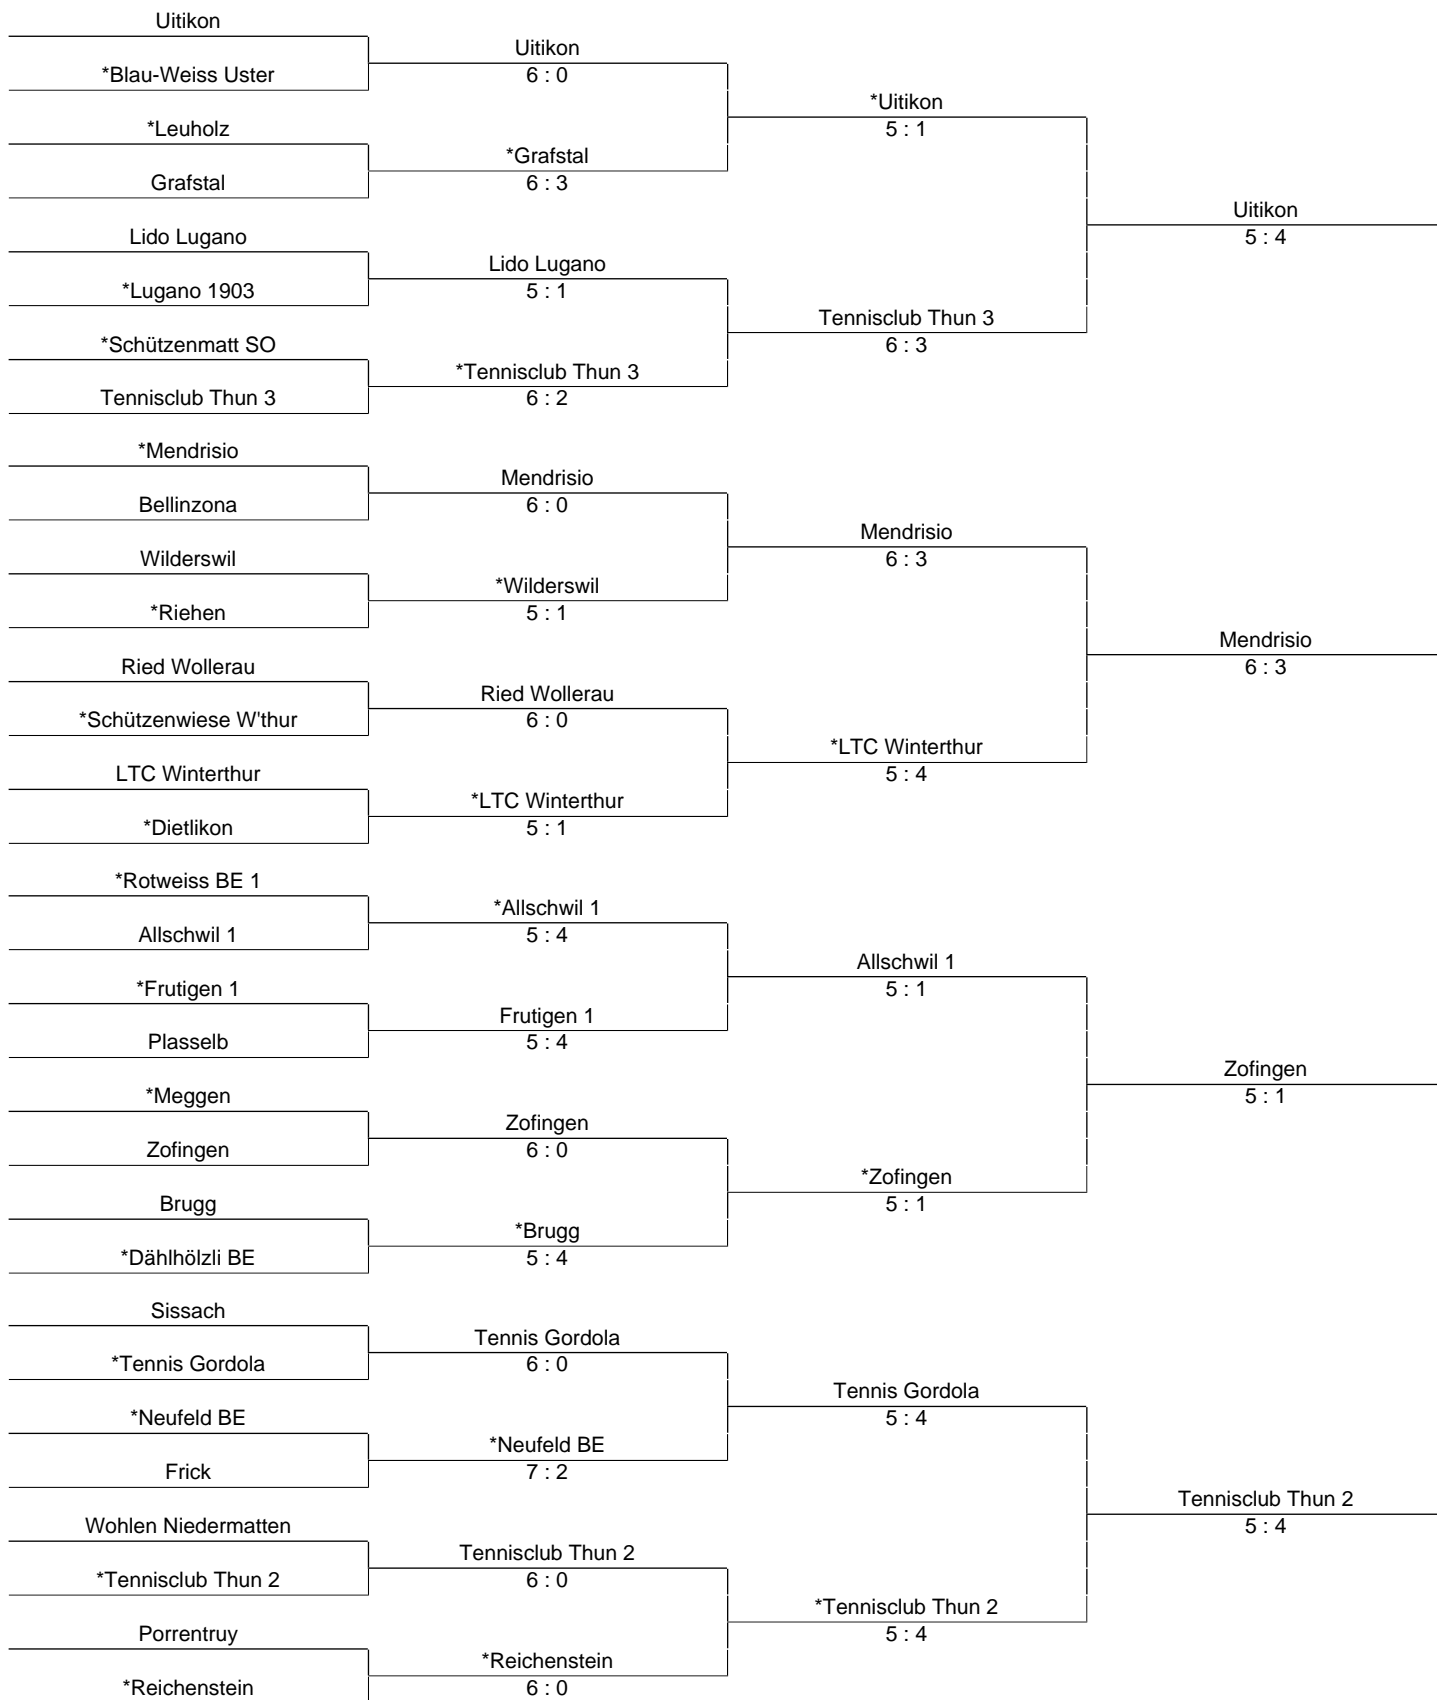 Uitikon
*Blau-Weiss Uster
*Leuholz
Grafstal
Lido Lugano
*Lugano 1903
*Schützenmatt SO
Tennisclub Thun 3
*Mendrisio
Bellinzona
Wilderswil
*Riehen
Ried Wollerau
*Schützenwiese W'thur
LTC Winterthur
*Dietlikon
*Rotweiss BE 1
Allschwil 1
*Frutigen 1
Plasselb
*Meggen
Zofingen
Brugg
*Dählhölzli BE
Sissach
*Tennis Gordola
*Neufeld BE
Frick
Wohlen Niedermatten
*Tennisclub Thun 2
Porrentruy
*Reichenstein
Uitikon
6 : 0
*Grafstal
6 : 3
Lido Lugano
5 : 1
*Tennisclub Thun 3
6 : 2
Mendrisio
6 : 0
*Wilderswil
5 : 1
Ried Wollerau
6 : 0
*LTC Winterthur
5 : 1
*Allschwil 1
5 : 4
Frutigen 1
5 : 4
Zofingen
6 : 0
*Brugg
5 : 4
Tennis Gordola
6 : 0
*Neufeld BE
7 : 2
Tennisclub Thun 2
6 : 0
*Reichenstein
6 : 0
*Uitikon
5 : 1
Tennisclub Thun 3
6 : 3
Mendrisio
6 : 3
*LTC Winterthur
5 : 4
Allschwil 1
5 : 1
*Zofingen
5 : 1
Tennis Gordola
5 : 4
*Tennisclub Thun 2
5 : 4
Uitikon
5 : 4
Mendrisio
6 : 3
Zofingen
5 : 1
Tennisclub Thun 2
5 : 4